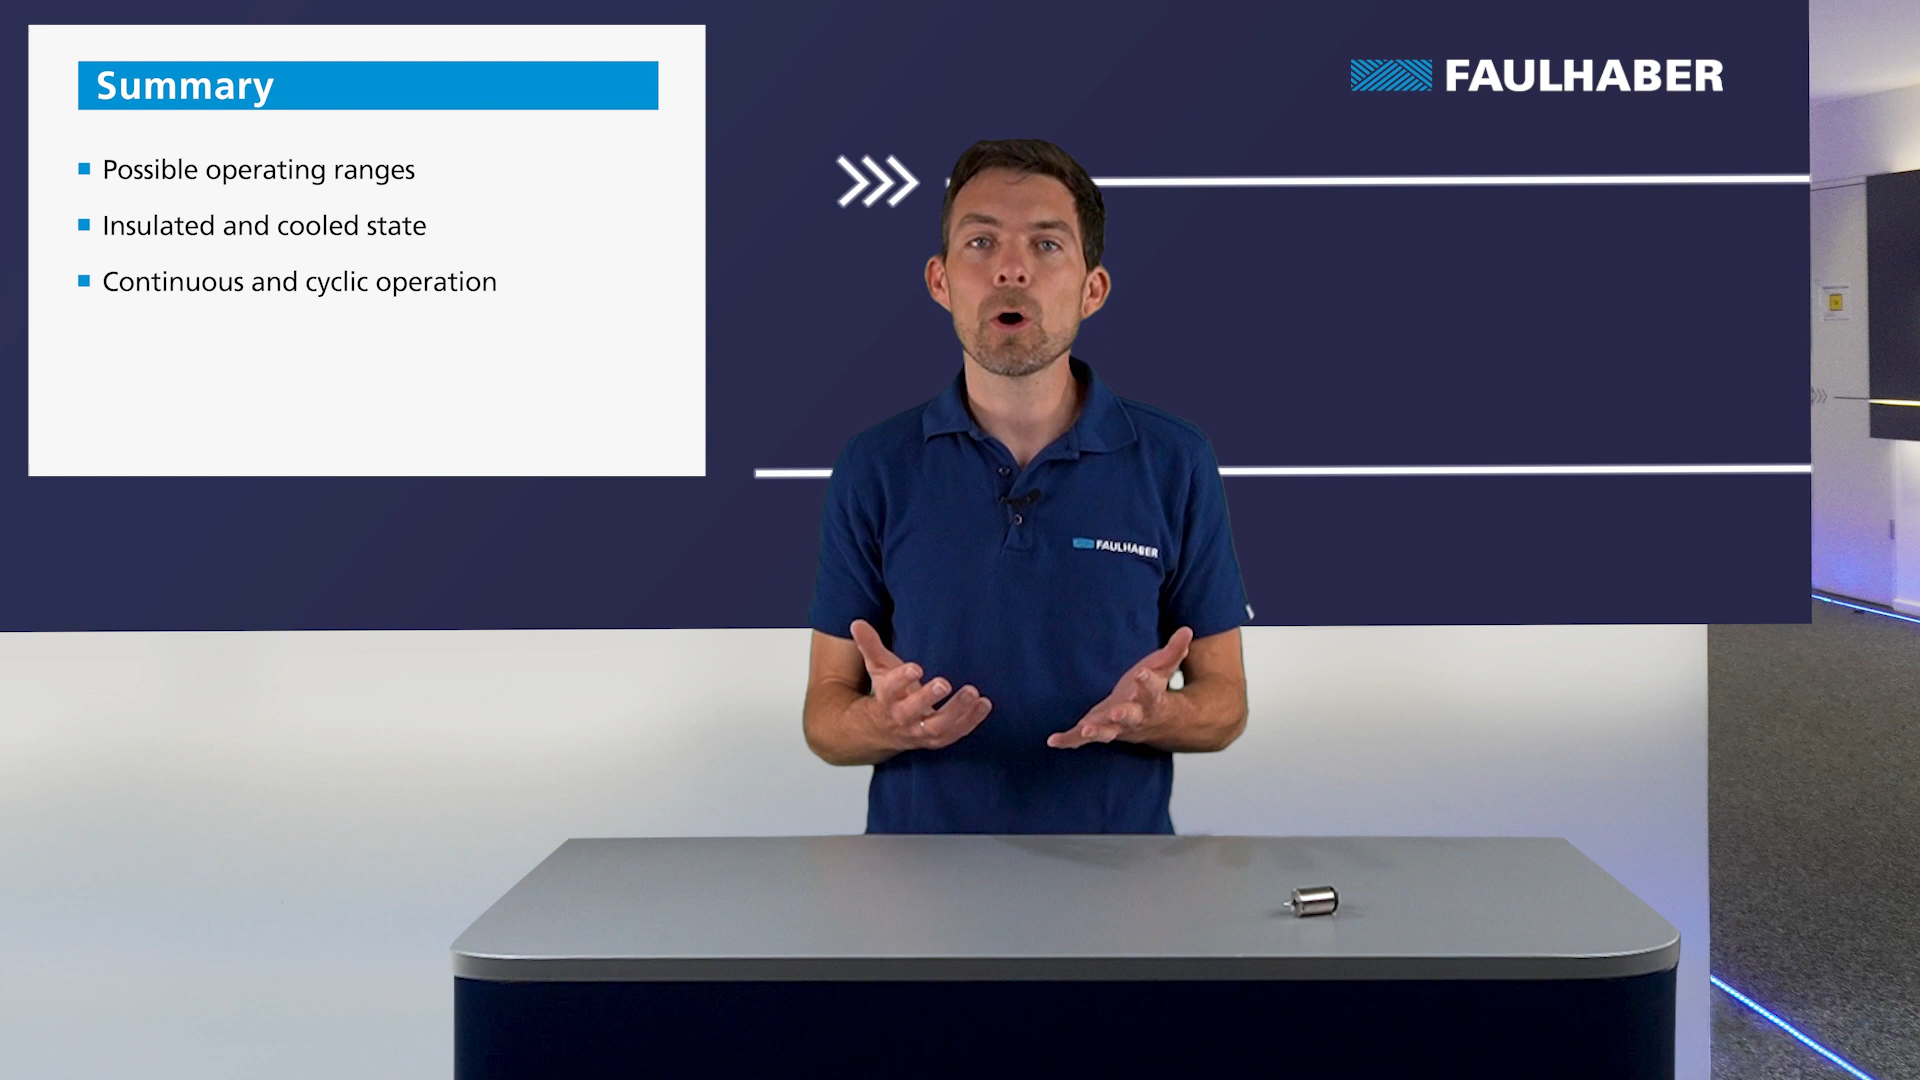 Summary
Possible operating ranges
Insulated and cooled state
Continuous and cyclic operation
FAULHABER
FAULHABER